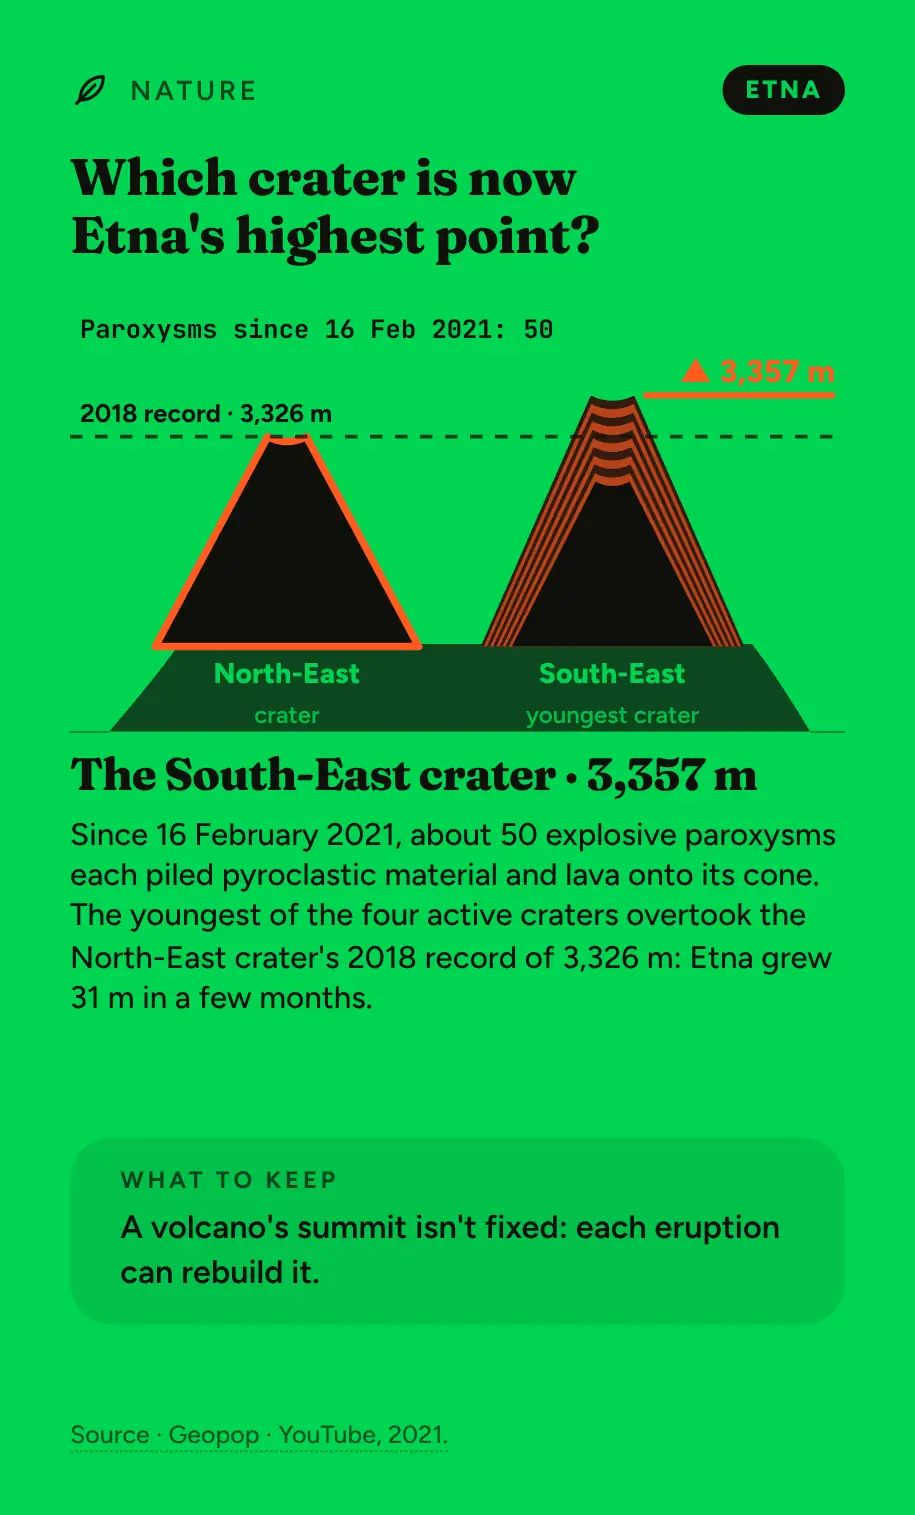 NATURE
ETNA
Which crater is now
Etna's highest point?
Paroxysms since 16 Feb 2021: 50
▲ 3,357 m
2018 record · 3,326 m
North-East
crater
South-East
youngest crater
The South-East crater · 3,357 m
Since 16 February 2021, about 50 explosive paroxysms
each piled pyroclastic material and lava onto its cone.
The youngest of the four active craters overtook the
North-East crater's 2018 record of 3,326 m: Etna grew
31 m in a few months.
WHAT TO KEEP
A volcano's summit isn't fixed: each eruption
can rebuild it.
Source · Geopop · YouTube, 2021.